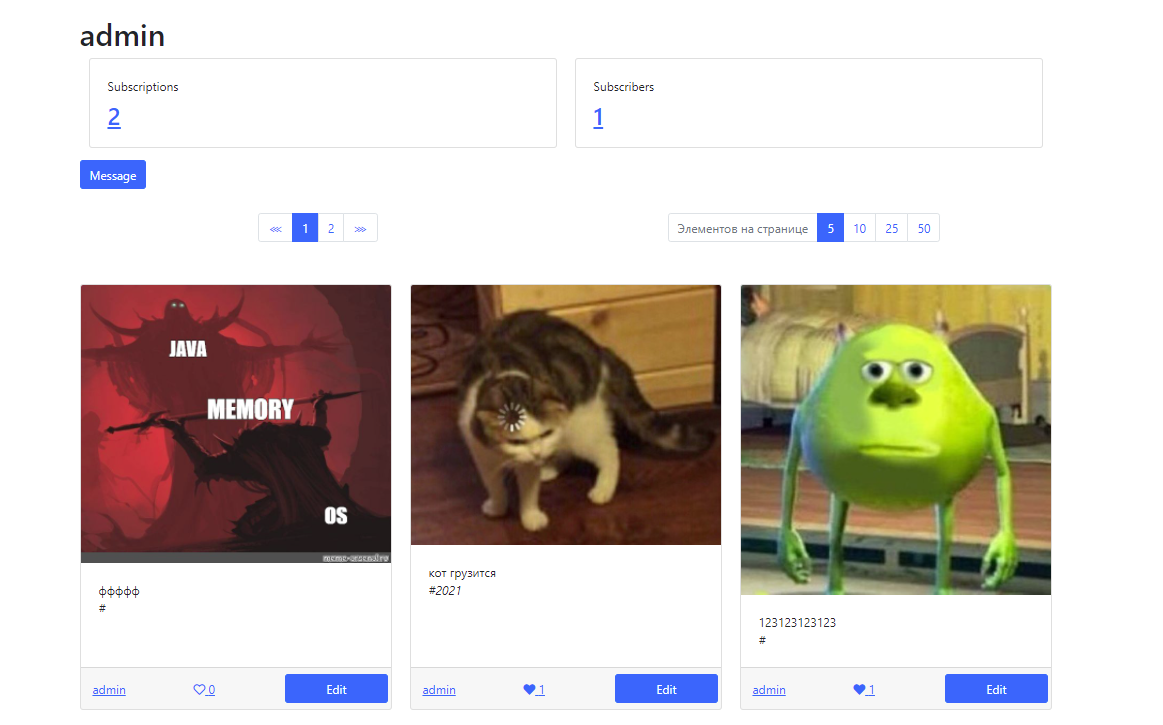 admin
Subscriptions
2
Subscribers
1
Message
⋘ 1 2 ⋙
Элементов на странице 5 10 25 50
JAVA
MEMORY
OS
meme-arsenal.ru
ффффф
#
admin 0 Edit
кот грузится
#2021
admin 1 Edit
123123123123
#
admin 1 Edit